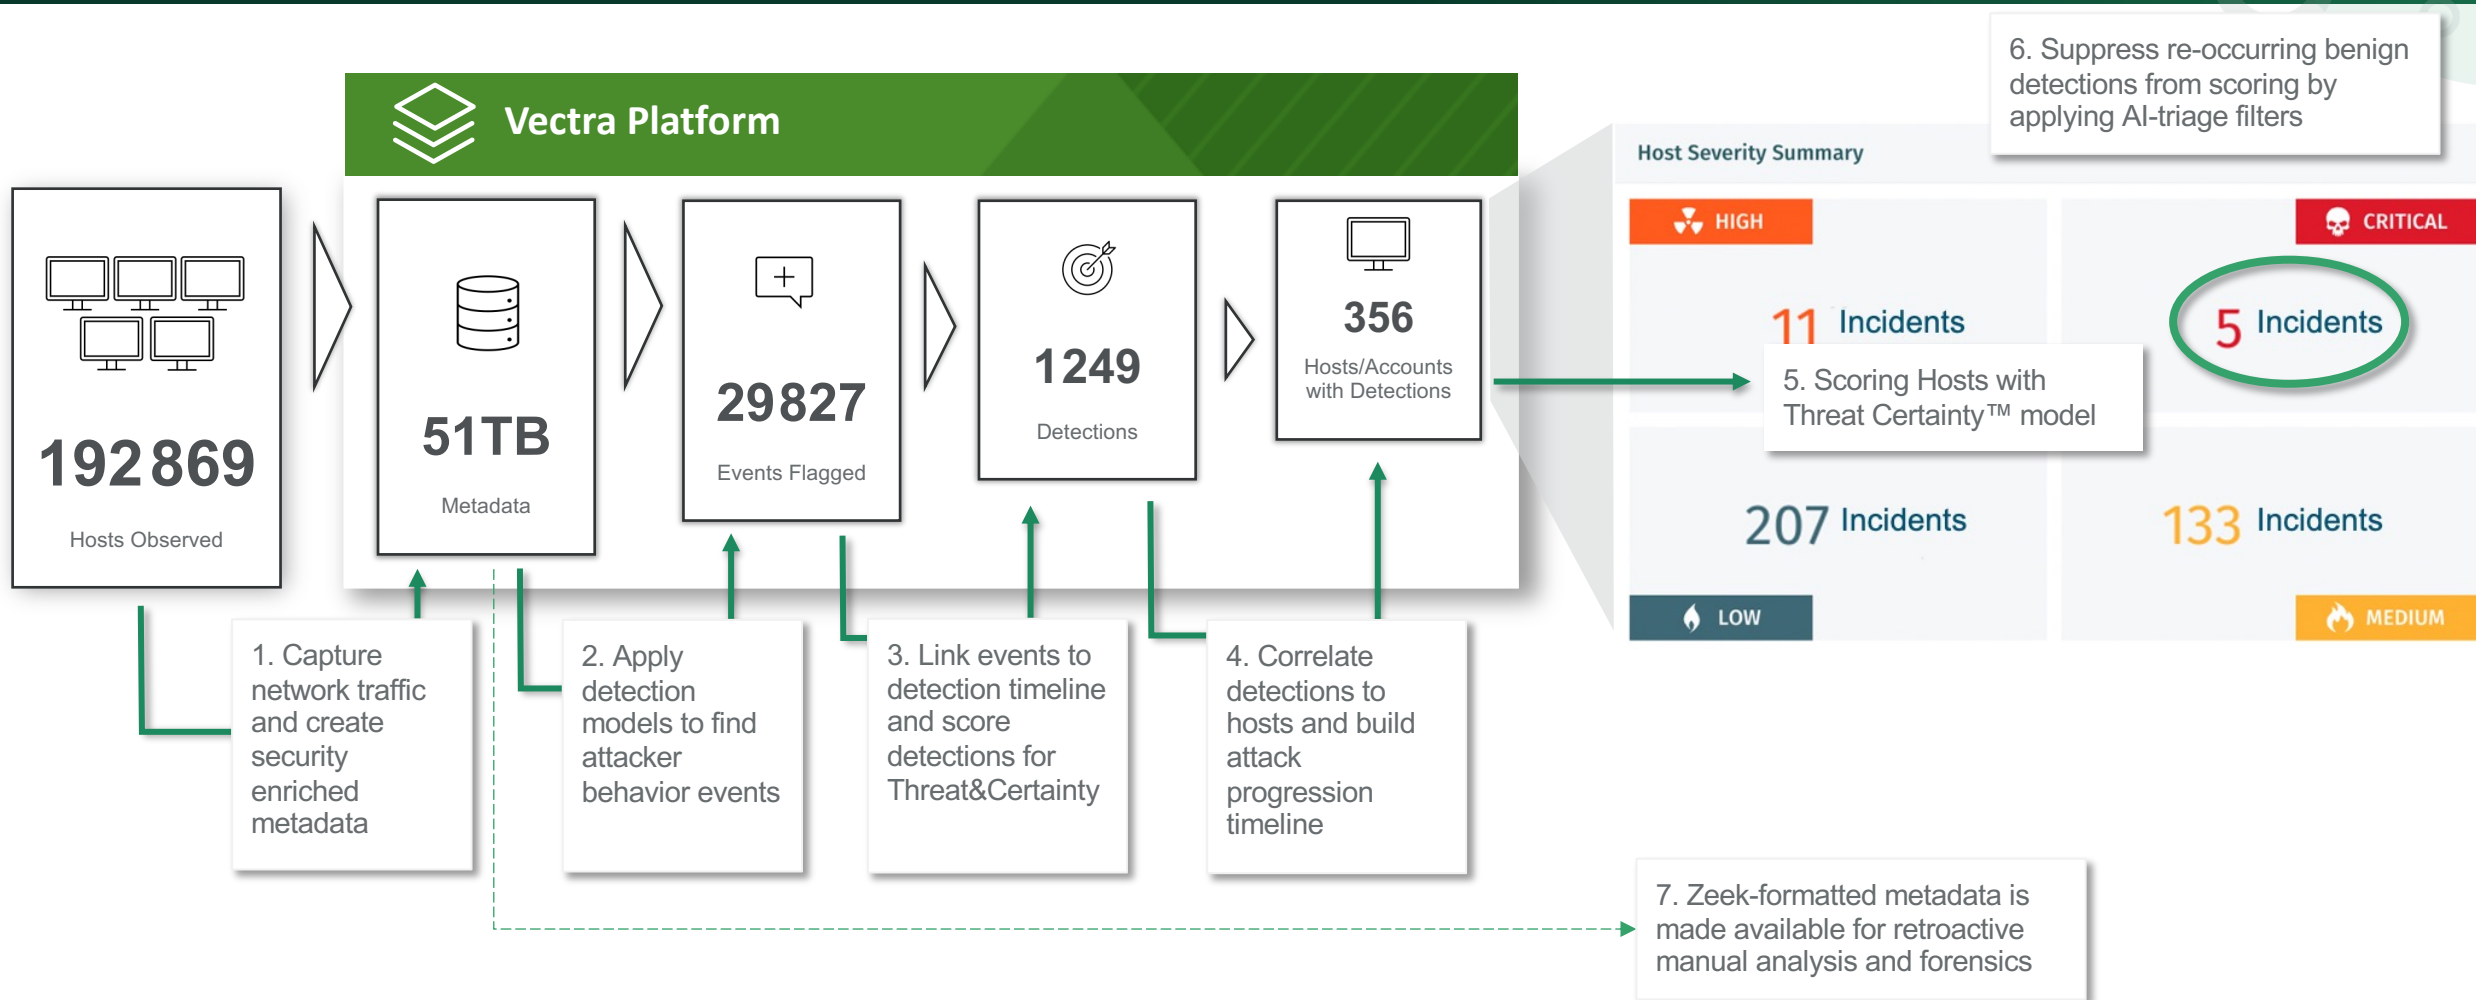 6. Suppress re-occurring benign
detections from scoring by
applying AI-triage filters
Vectra Platform
Host Severity Summary
HIGH
CRITICAL
11 Incidents
5 Incidents
192 869
Hosts Observed
51TB
Metadata
29 827
Events Flagged
1249
Detections
356
Hosts/Accounts
with Detections
5. Scoring Hosts with
Threat Certainty™ model
207 Incidents
133 Incidents
LOW
MEDIUM
1. Capture
network traffic
and create
security
enriched
metadata
2. Apply
detection
models to find
attacker
behavior events
3. Link events to
detection timeline
and score
detections for
Threat&Certainty
4. Correlate
detections to
hosts and build
attack
progression
timeline
7. Zeek-formatted metadata is
made available for retroactive
manual analysis and forensics